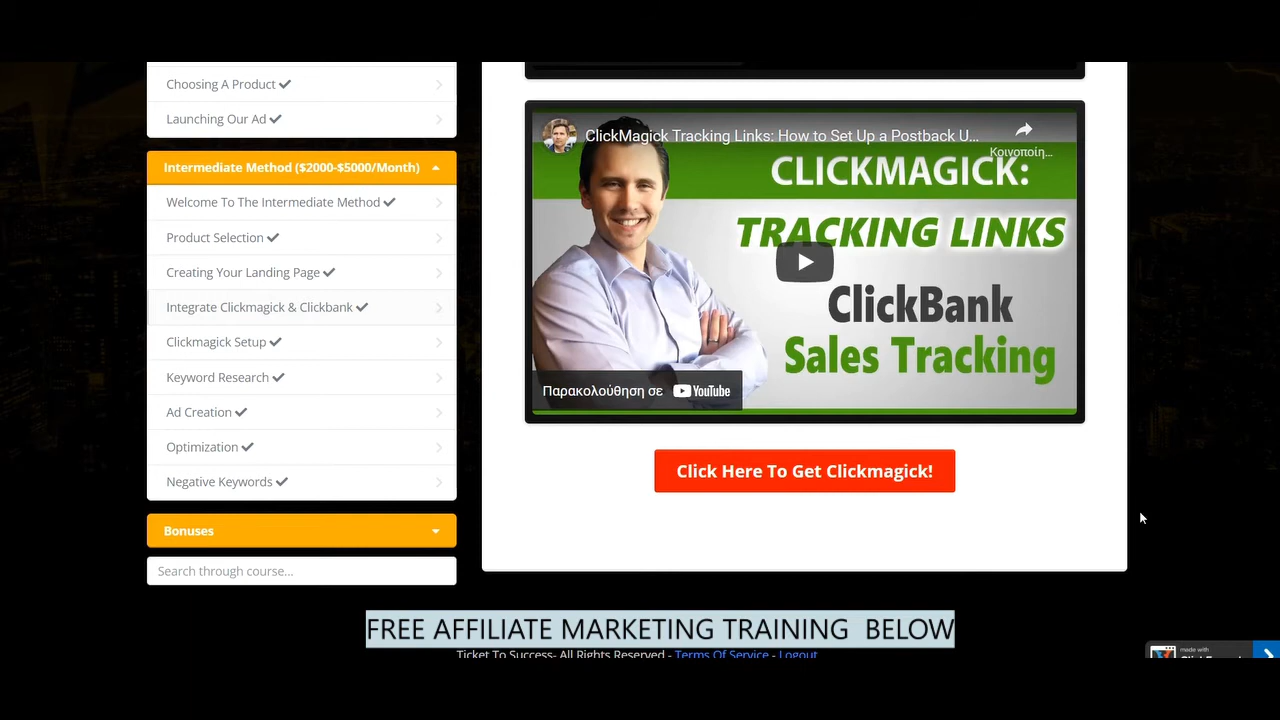 Choosing A Product
Launching Our Ad
Intermediate Method ($2000-$5000/Month)
Welcome To The Intermediate Method
Product Selection
Creating Your Landing Page
Integrate Clickmagick & Clickbank
Clickmagick Setup
Keyword Research
Ad Creation
Optimization
Negative Keywords
Bonuses
Search through course...
ClickMagick Tracking Links: How to Set Up a Postback U...
Κοινοποίη...
CLICKMAGICK:
TRACKING LINKS
ClickBank
Sales Tracking
Παρακολούθηση σε YouTube
Click Here To Get Clickmagick!
FREE AFFILIATE MARKETING TRAINING BELOW
Ticket To Success- All Rights Reserved - Terms Of Service - Logout
made with